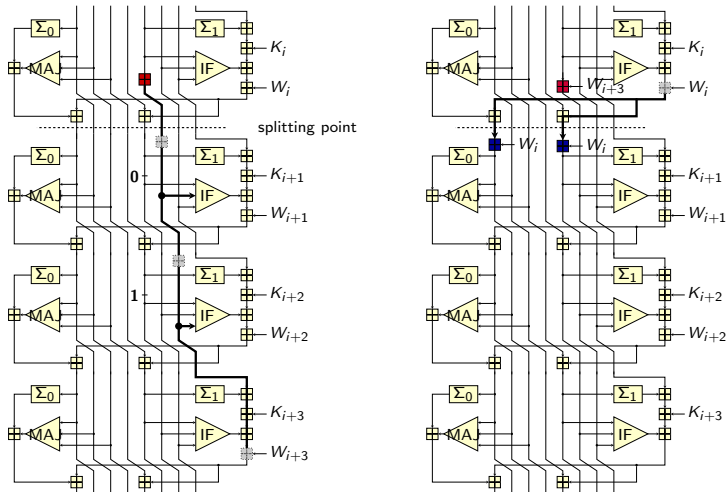 Σ0 Σ1 Ki
MAJ IF
Wi
splitting point
Σ0 Σ1
0 Ki+1
MAJ IF
Wi+1
Σ0 Σ1
1 Ki+2
MAJ IF
Wi+2
Σ0 Σ1
Ki+3
MAJ IF
Wi+3
Σ0 Σ1 Ki
MAJ IF
Wi+3 Wi
Wi Wi
Σ0 Σ1
Ki+1
MAJ IF
Wi+1
Σ0 Σ1
Ki+2
MAJ IF
Wi+2
Σ0 Σ1
Ki+3
MAJ IF